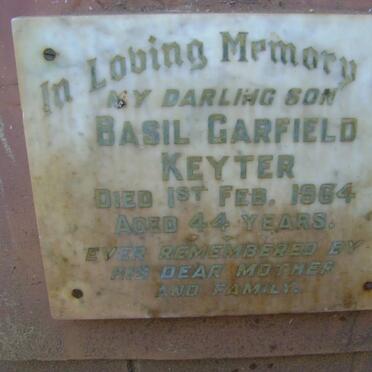 In Loving Memory
MY DARLING SON
BASIL GARFIELD
KEYTER
DIED 1ST FEB. 1964
AGED 44 YEARS.
EVER REMEMBERED BY
HIS DEAR MOTHER
AND FAMILY.